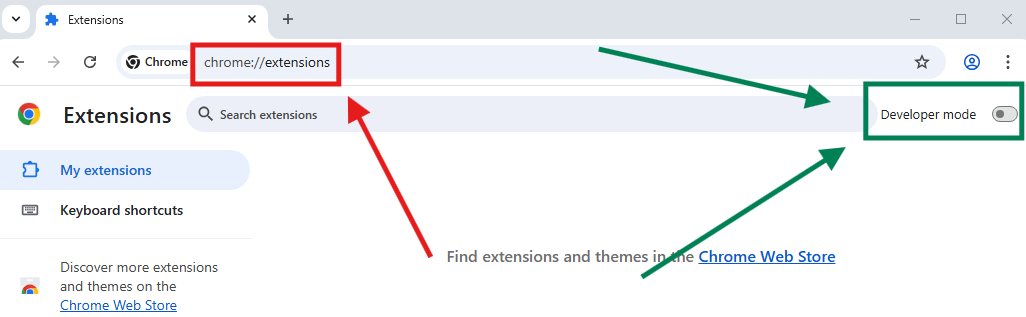 Extensions
Chrome chrome://extensions
Extensions
Search extensions
Developer mode
My extensions
Keyboard shortcuts
Find extensions and themes in the Chrome Web Store
Discover more extensions
and themes on the
Chrome Web Store